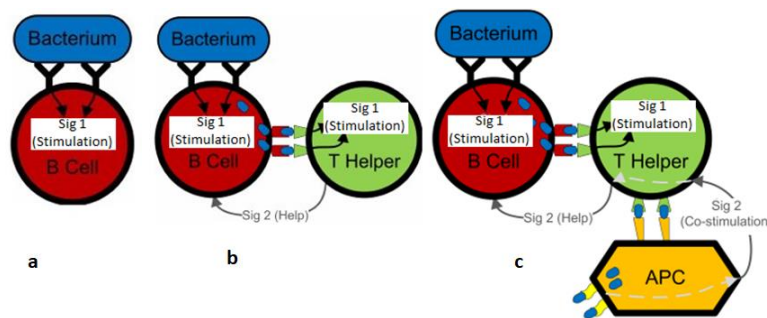 Bacterium
Sig 1
(Stimulation)
B Cell
a
Bacterium
Sig 1
(Stimulation)
B Cell
Sig 1
(Stimulation)
T Helper
Sig 2 (Help)
b
Bacterium
Sig 1
(Stimulation)
B Cell
Sig 1
(Stimulation)
T Helper
Sig 2 (Help)
Sig 2
(Co-stimulation
APC
c